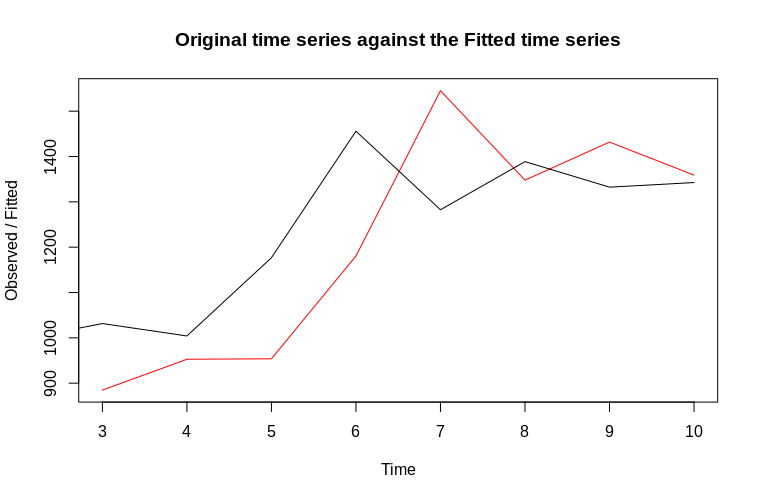 Original time series against the Fitted time series
Observed / Fitted
1400
1200
1000
900
3 4 5 6 7 8 9 10
Time